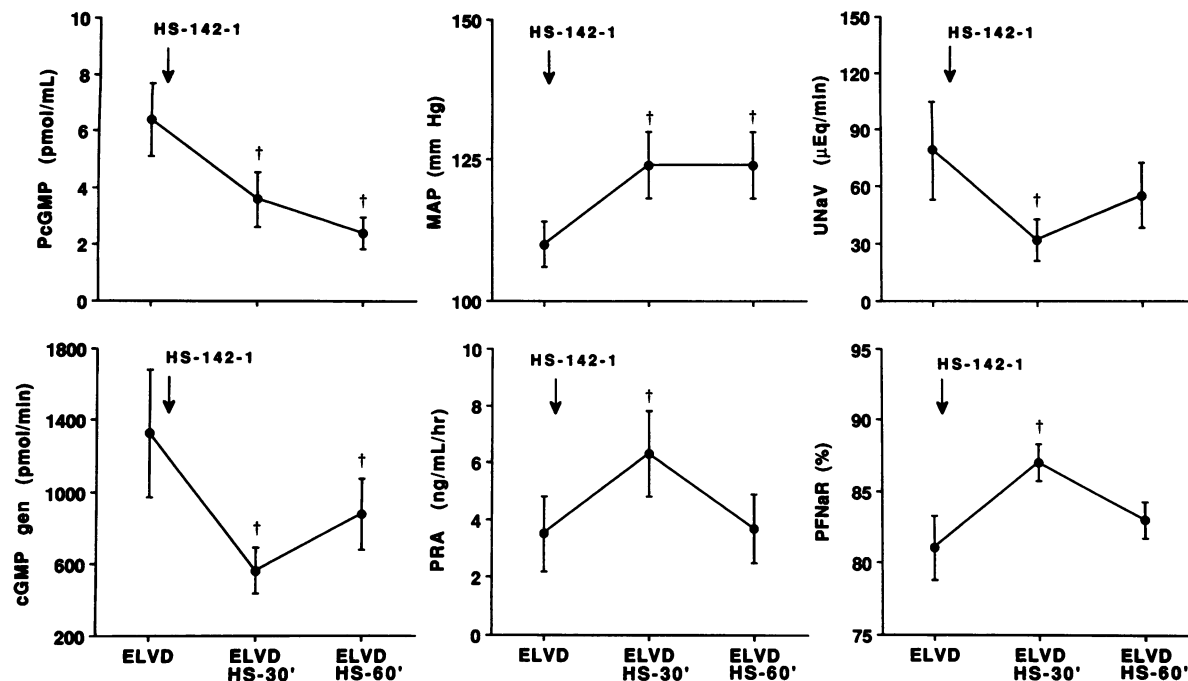 10
8
6
4
2
0
PcGMP (pmol/mL)
HS-142-1
†
†
150
125
100
MAP (mm Hg)
HS-142-1
†
†
150
120
90
60
30
0
UNaV (µEq/min)
HS-142-1
†
1800
1400
1000
600
200
cGMP gen (pmol/min)
HS-142-1
†
†
ELVD
ELVD
HS-30'
ELVD
HS-60'
10
8
6
4
2
0
PRA (ng/mL/hr)
HS-142-1
†
ELVD
ELVD
HS-30'
ELVD
HS-60'
95
90
85
80
75
PFNaR (%)
HS-142-1
†
ELVD
ELVD
HS-30'
ELVD
HS-60'